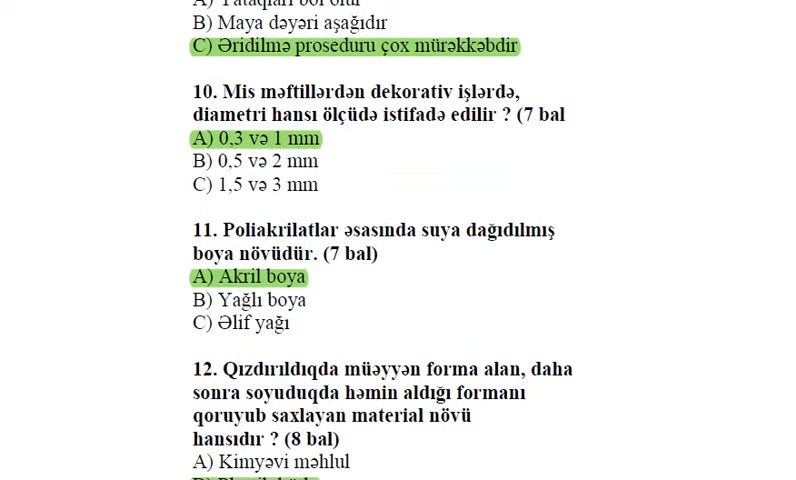 B) Maya dəyəri aşağıdır
C) Əridilmə proseduru çox mürəkkəbdir
10. Mis məftillərdən dekorativ işlərdə,
diametri hansı ölçüdə istifadə edilir ? (7 bal
A) 0,3 və 1 mm
B) 0,5 və 2 mm
C) 1,5 və 3 mm
11. Poliakrilatlar əsasında suya dağıdılmış
boya növüdür. (7 bal)
A) Akril boya
B) Yağlı boya
C) Əlif yağı
12. Qızdırıldıqda müəyyən forma alan, daha
sonra soyuduqda həmin aldığı formanı
qoruyub saxlayan material növü
hansıdır ? (8 bal)
A) Kimyəvi məhlul